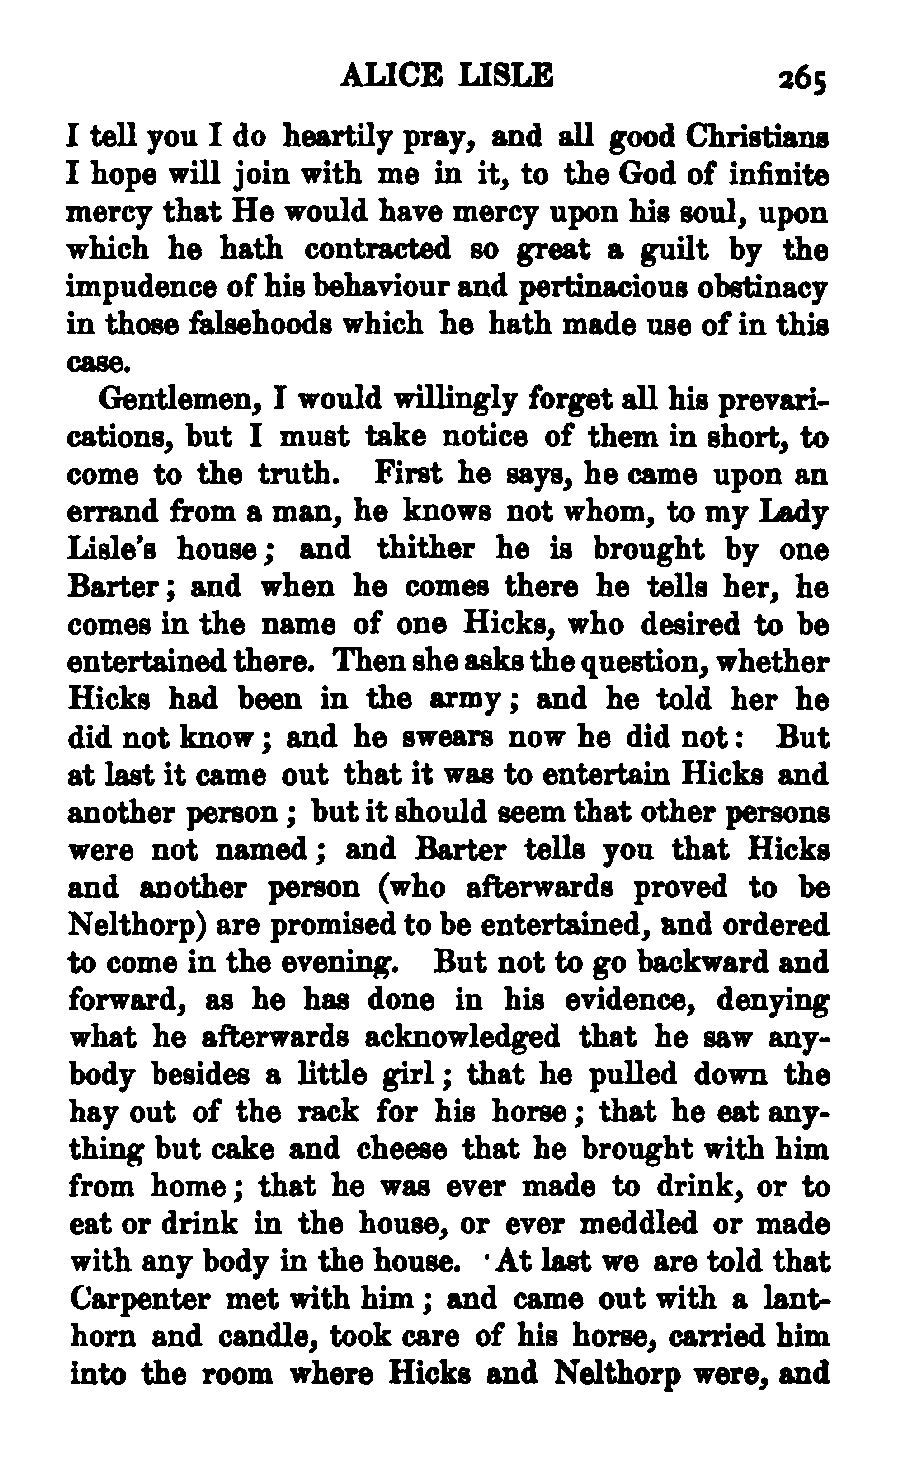 ALICE LISLE 265
I tell you I do heartily pray, and all good Christians
I hope will join with me in it, to the God of infinite
mercy that He would have mercy upon his soul, upon
which he hath contracted so great a guilt by the
impudence of his behaviour and pertinacious obstinacy
in those falsehoods which he hath made use of in this
case.
Gentlemen, I would willingly forget all his prevari-
cations, but I must take notice of them in short, to
come to the truth. First he says, he came upon an
errand from a man, he knows not whom, to my Lady
Lisle's house; and thither he is brought by one
Barter; and when he comes there he tells her, he
comes in the name of one Hicks, who desired to be
entertained there. Then she asks the question, whether
Hicks had been in the army; and he told her he
did not know; and he swears now he did not: But
at last it came out that it was to entertain Hicks and
another person; but it should seem that other persons
were not named; and Barter tells you that Hicks
and another person (who afterwards proved to be
Nelthorp) are promised to be entertained, and ordered
to come in the evening. But not to go backward and
forward, as he has done in his evidence, denying
what he afterwards acknowledged that he saw any-
body besides a little girl; that he pulled down the
hay out of the rack for his horse; that he eat any-
thing but cake and cheese that he brought with him
from home; that he was ever made to drink, or to
eat or drink in the house, or ever meddled or made
with any body in the house. At last we are told that
Carpenter met with him; and came out with a lant-
horn and candle, took care of his horse, carried him
into the room where Hicks and Nelthorp were, and